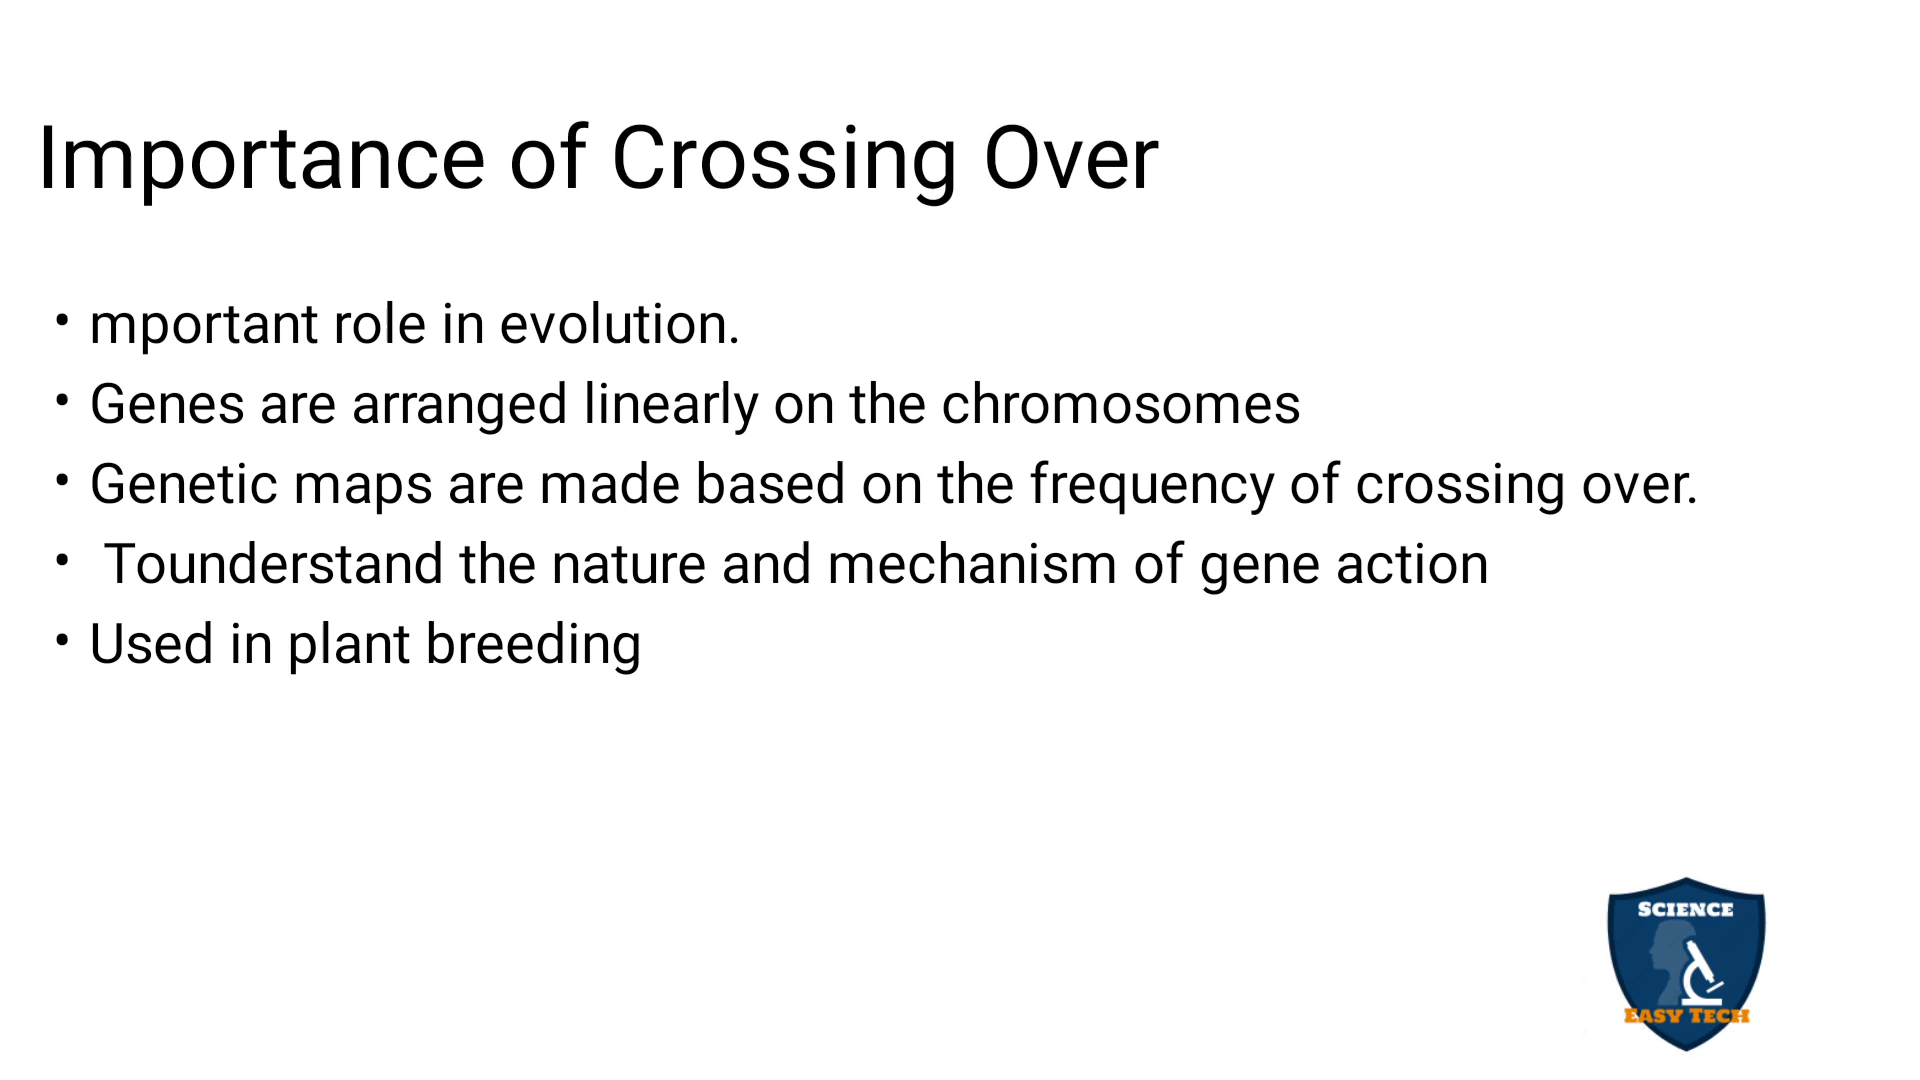 Importance of Crossing Over
• mportant role in evolution.
• Genes are arranged linearly on the chromosomes
• Genetic maps are made based on the frequency of crossing over.
• Tounderstand the nature and mechanism of gene action
• Used in plant breeding
SCIENCE
EASY TECH